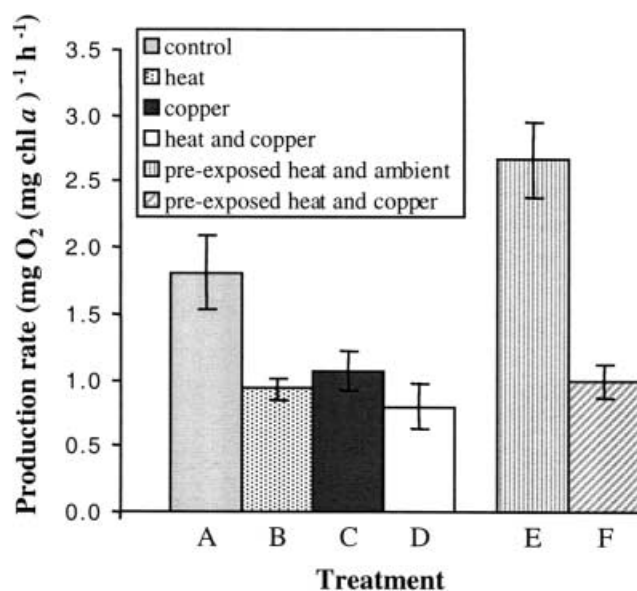 Production rate (mg O2 (mg chl a ) -1 h-1)
3.5
3.0
2.5
2.0
1.5
1.0
0.5
0.0
control
heat
copper
heat and copper
pre-exposed heat and ambient
pre-exposed heat and copper
A B C D E F
Treatment